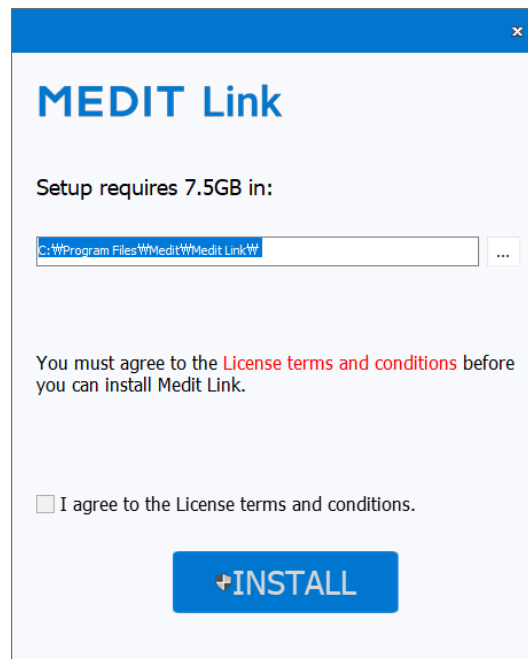 MEDIT Link
Setup requires 7.5GB in:
C:₩Program Files₩Medit₩Medit Link₩
...
You must agree to the License terms and conditions before
you can install Medit Link.
I agree to the License terms and conditions.
INSTALL